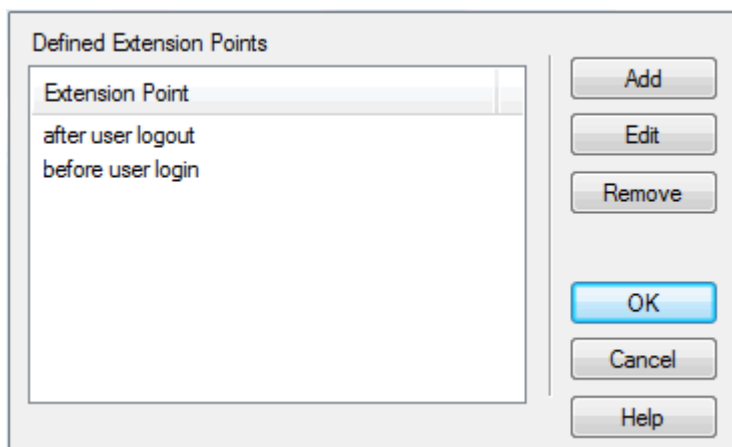 Defined Extension Points
Extension Point
after user logout
before user login
Add
Edit
Remove
OK
Cancel
Help